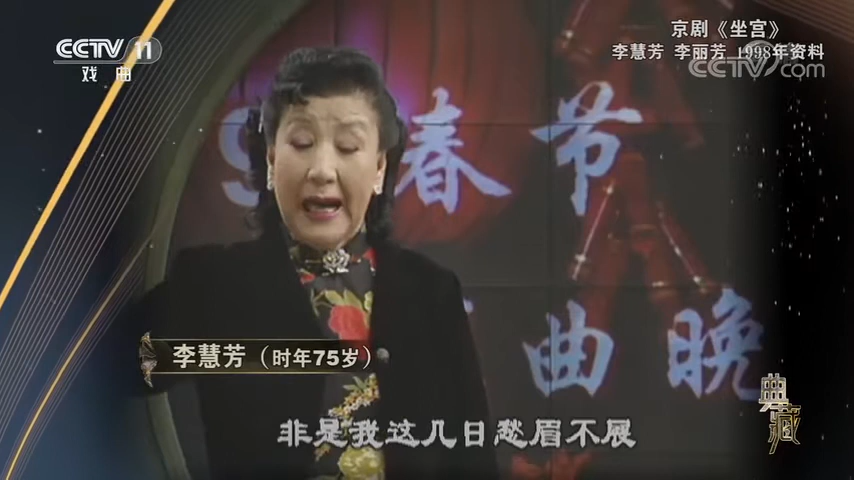 CCTV 11
戏曲
京剧《坐宫》
李慧芳 李丽芳 1998年资料
CCTV.com
9 春节
曲晚
李慧芳（时年75岁）
典藏
非是我这几日愁眉不展